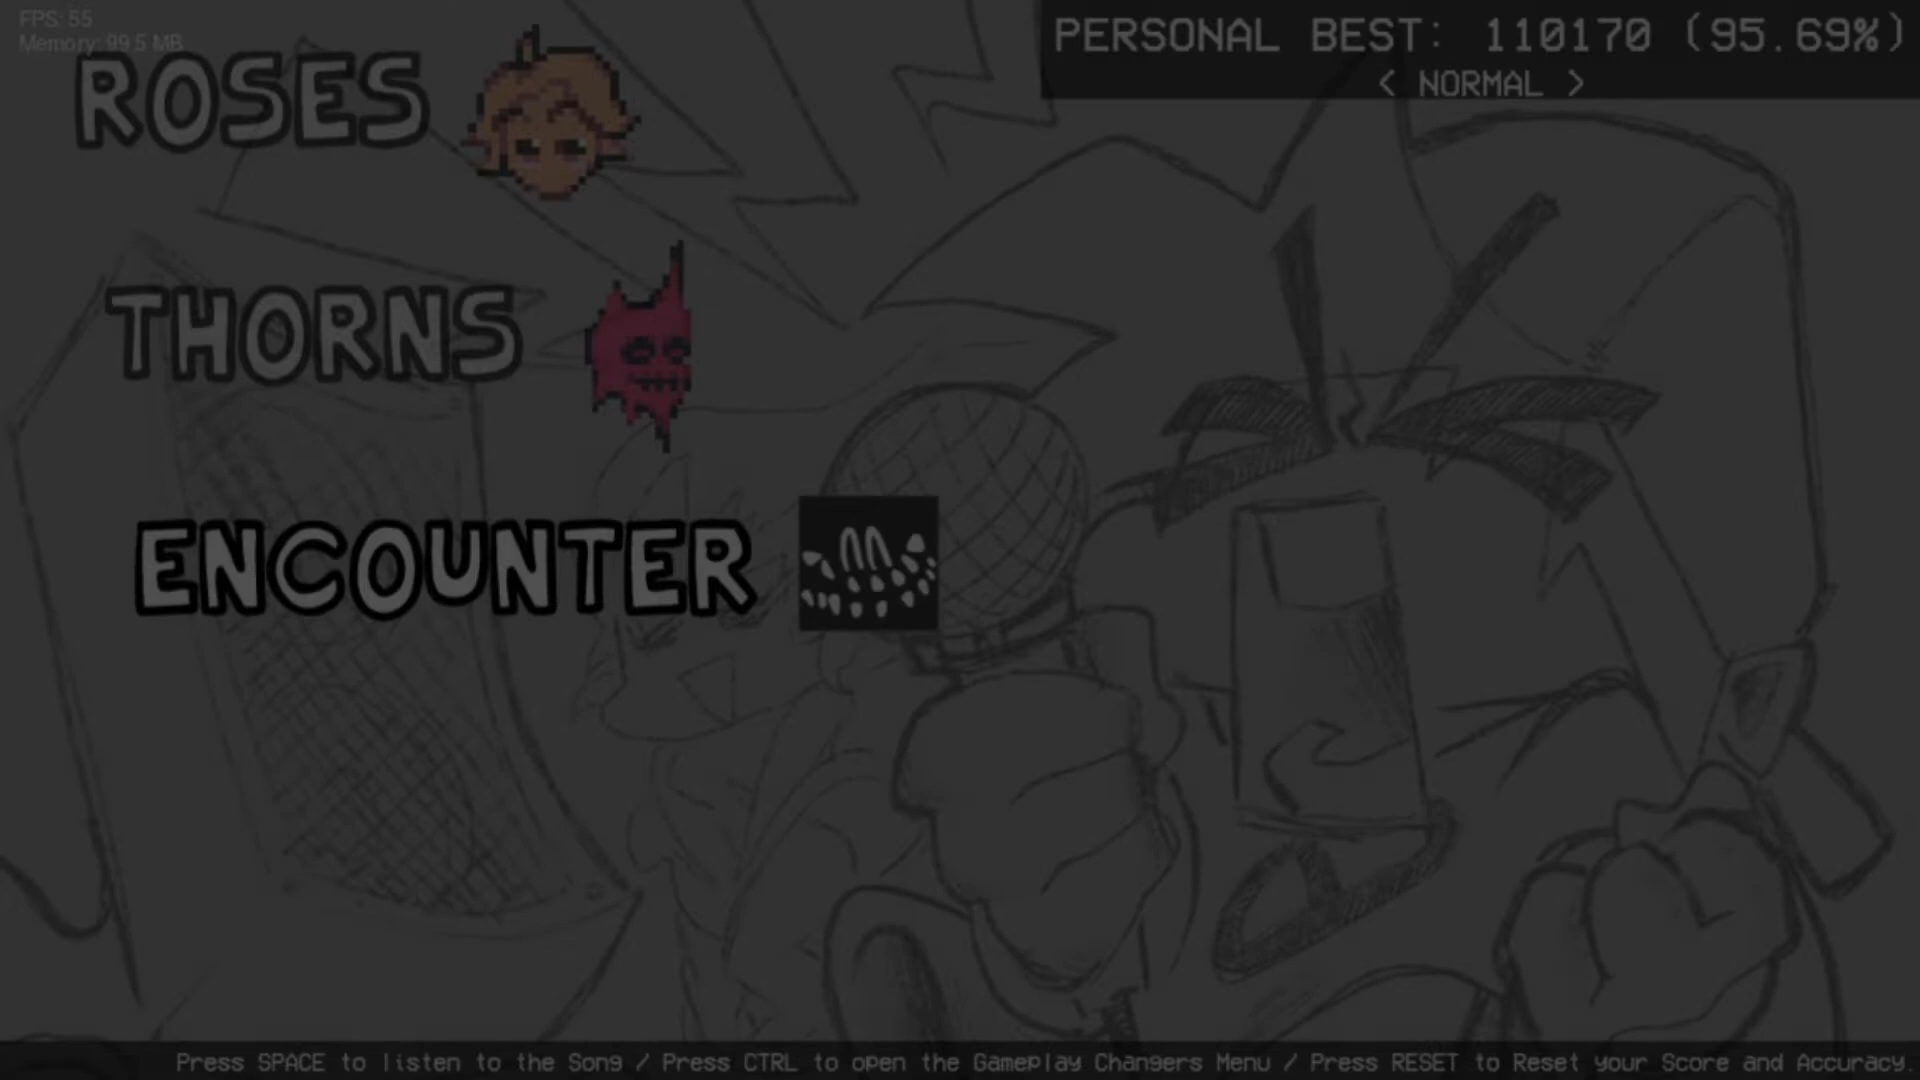 FPS: 55
Memory: 99.5 MB
PERSONAL BEST: 110170 (95.69%)
< NORMAL >
ROSES
THORNS
ENCOUNTER
Press SPACE to listen to the Song / Press CTRL to open the Gameplay Changers Menu / Press RESET to Reset your Score and Accuracy.